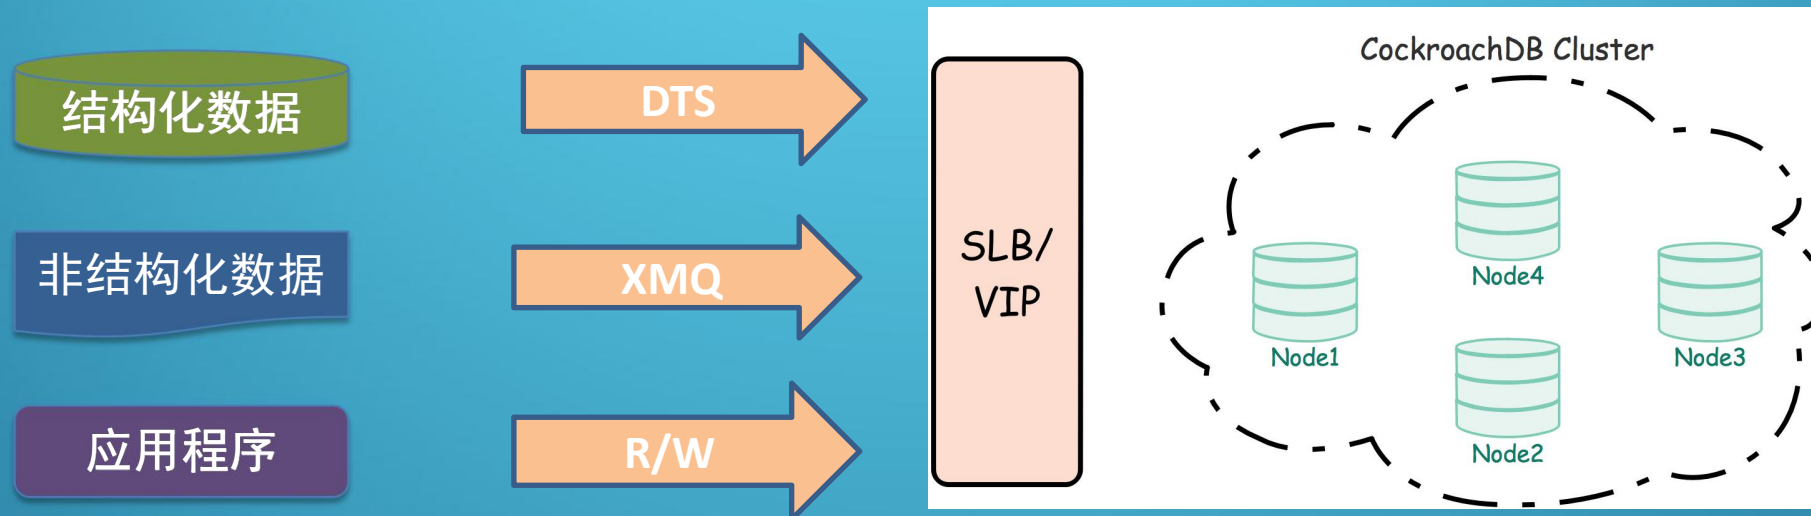 结构化数据
DTS
非结构化数据
XMQ
应用程序
R/W
SLB/
VIP
CockroachDB Cluster
Node4
Node1
Node3
Node2